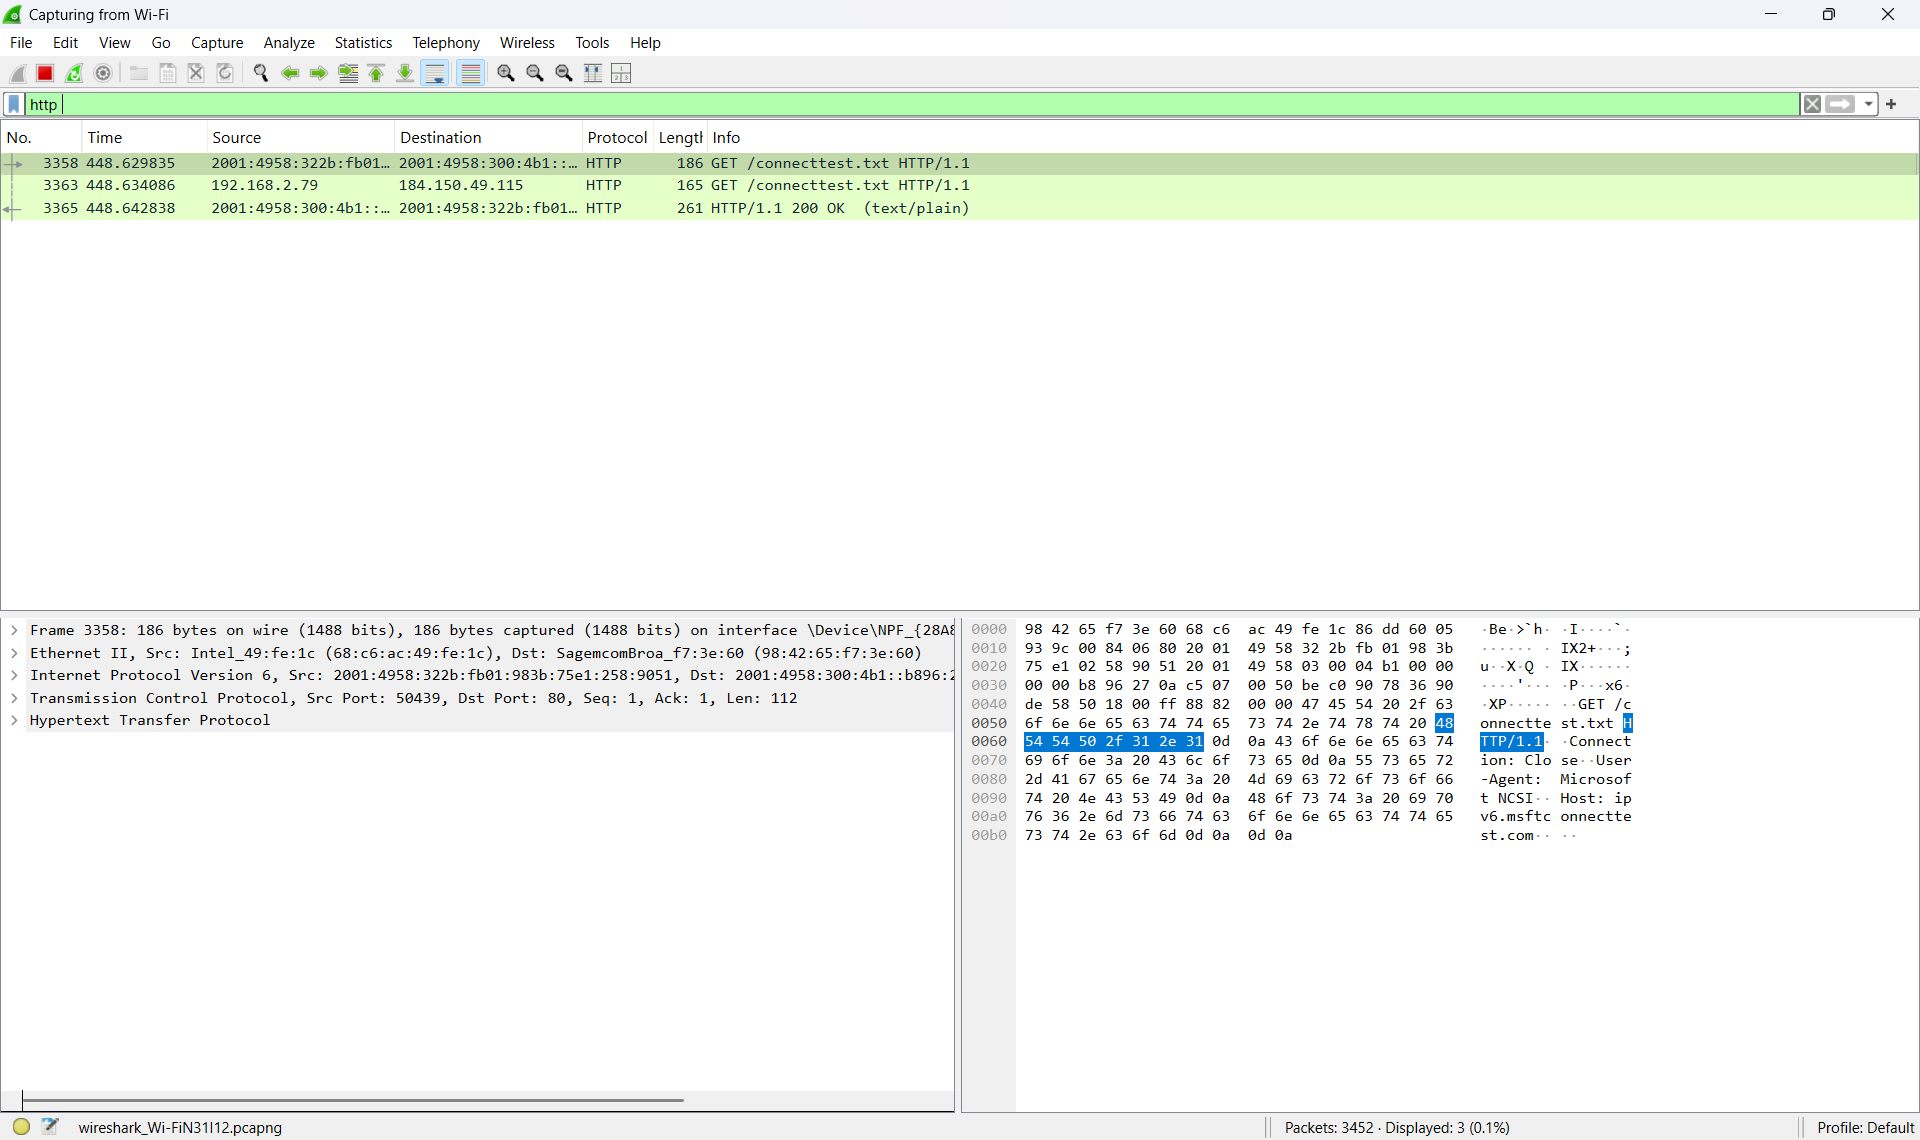 Capturing from Wi-Fi
File Edit View Go Capture Analyze Statistics Telephony Wireless Tools Help
http
No. Time Source Destination Protocol Length Info
3358 448.629835 2001:4958:322b:fb01… 2001:4958:300:4b1::… HTTP 186 GET /connecttest.txt HTTP/1.1
3363 448.634086 192.168.2.79 184.150.49.115 HTTP 165 GET /connecttest.txt HTTP/1.1
3365 448.642838 2001:4958:300:4b1::… 2001:4958:322b:fb01… HTTP 261 HTTP/1.1 200 OK (text/plain)
Frame 3358: 186 bytes on wire (1488 bits), 186 bytes captured (1488 bits) on interface \Device\NPF_{28A8
Ethernet II, Src: Intel_49:fe:1c (68:c6:ac:49:fe:1c), Dst: SagemcomBroa_f7:3e:60 (98:42:65:f7:3e:60)
Internet Protocol Version 6, Src: 2001:4958:322b:fb01:983b:75e1:258:9051, Dst: 2001:4958:300:4b1::b896:2
Transmission Control Protocol, Src Port: 50439, Dst Port: 80, Seq: 1, Ack: 1, Len: 112
Hypertext Transfer Protocol
0000 98 42 65 f7 3e 60 68 c6 ac 49 fe 1c 86 dd 60 05 ·Be·>`h· ·I····`·
0010 93 9c 00 84 06 80 20 01 49 58 32 2b fb 01 98 3b ······ · IX2+···;
0020 75 e1 02 58 90 51 20 01 49 58 03 00 04 b1 00 00 u··X·Q · IX······
0030 00 00 b8 96 27 0a c5 07 00 50 be c0 90 78 36 90 ····'··· ·P···x6·
0040 de 58 50 18 00 ff 88 82 00 00 47 45 54 20 2f 63 ·XP····· ··GET /c
0050 6f 6e 6e 65 63 74 74 65 73 74 2e 74 78 74 20 48 onnectte st.txt H
0060 54 54 50 2f 31 2e 31 0d 0a 43 6f 6e 6e 65 63 74 TTP/1.1· ·Connect
0070 69 6f 6e 3a 20 43 6c 6f 73 65 0d 0a 55 73 65 72 ion: Clo se··User
0080 2d 41 67 65 6e 74 3a 20 4d 69 63 72 6f 73 6f 66 -Agent: Microsof
0090 74 20 4e 43 53 49 0d 0a 48 6f 73 74 3a 20 69 70 t NCSI·· Host: ip
00a0 76 36 2e 6d 73 66 74 63 6f 6e 6e 65 63 74 74 65 v6.msftc onnectte
00b0 73 74 2e 63 6f 6d 0d 0a 0d 0a st.com·· ··
wireshark_Wi-FiN31I12.pcapng Packets: 3452 · Displayed: 3 (0.1%) Profile: Default